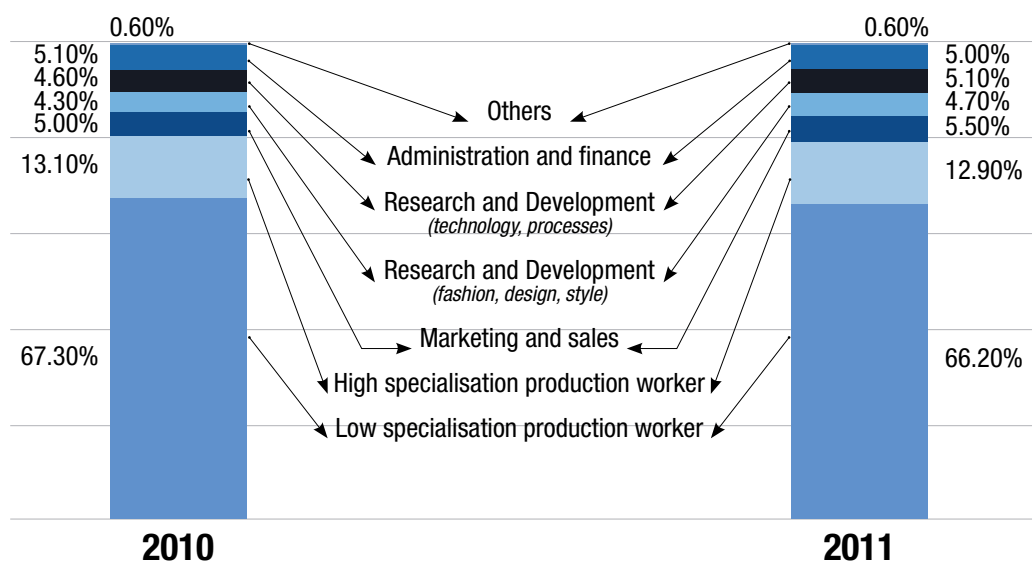 0.60%
5.10%
4.60%
4.30%
5.00%
13.10%
67.30%
2010
Others
Administration and finance
Research and Development
(technology, processes)
Research and Development
(fashion, design, style)
Marketing and sales
High specialisation production worker
Low specialisation production worker
0.60%
5.00%
5.10%
4.70%
5.50%
12.90%
66.20%
2011